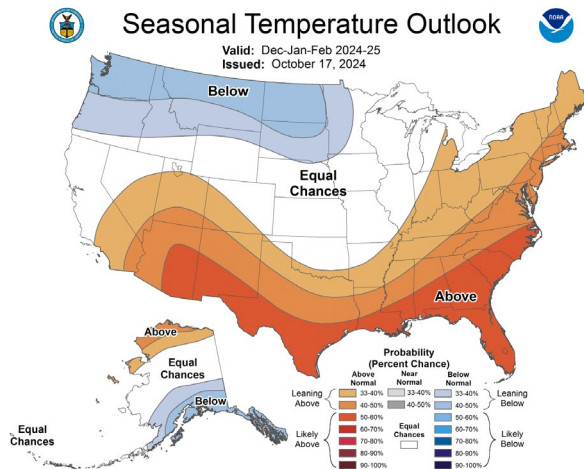 Seasonal Temperature Outlook
Valid: Dec-Jan-Feb 2024-25
Issued: October 17, 2024
NOAA
Below
Equal
Chances
Above
Above
Equal
Chances
Below
Equal
Chances
Probability
(Percent Chance)
Above
Normal
Near
Normal
Below
Normal
Leaning
Above
33-40%
33-40%
33-40%
Leaning
Below
40-50%
40-50%
40-50%
Likely
Above
50-60%
Equal
Chances
50-60%
Likely
Below
60-70%
60-70%
70-80%
70-80%
80-90%
80-90%
90-100%
90-100%